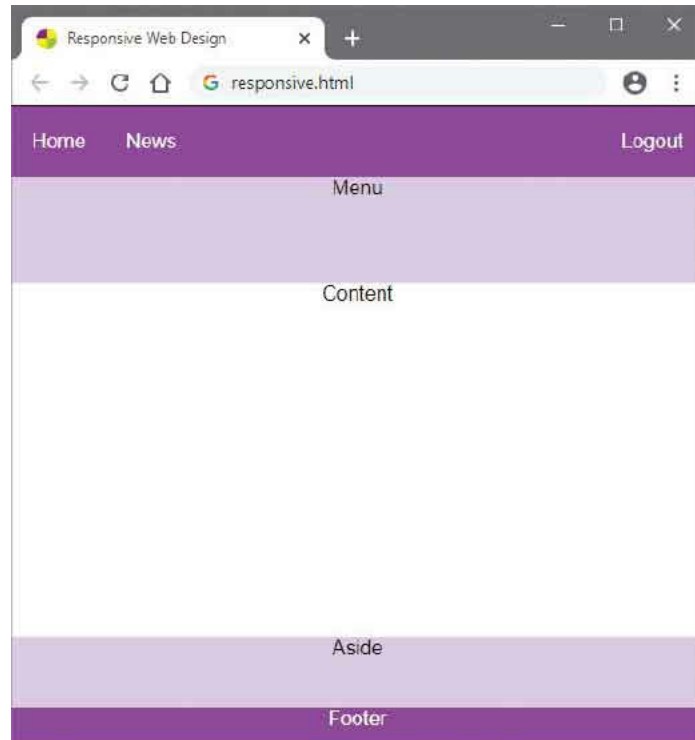 Responsive Web Design
responsive.html
Home News Logout
Menu
Content
Aside
Footer